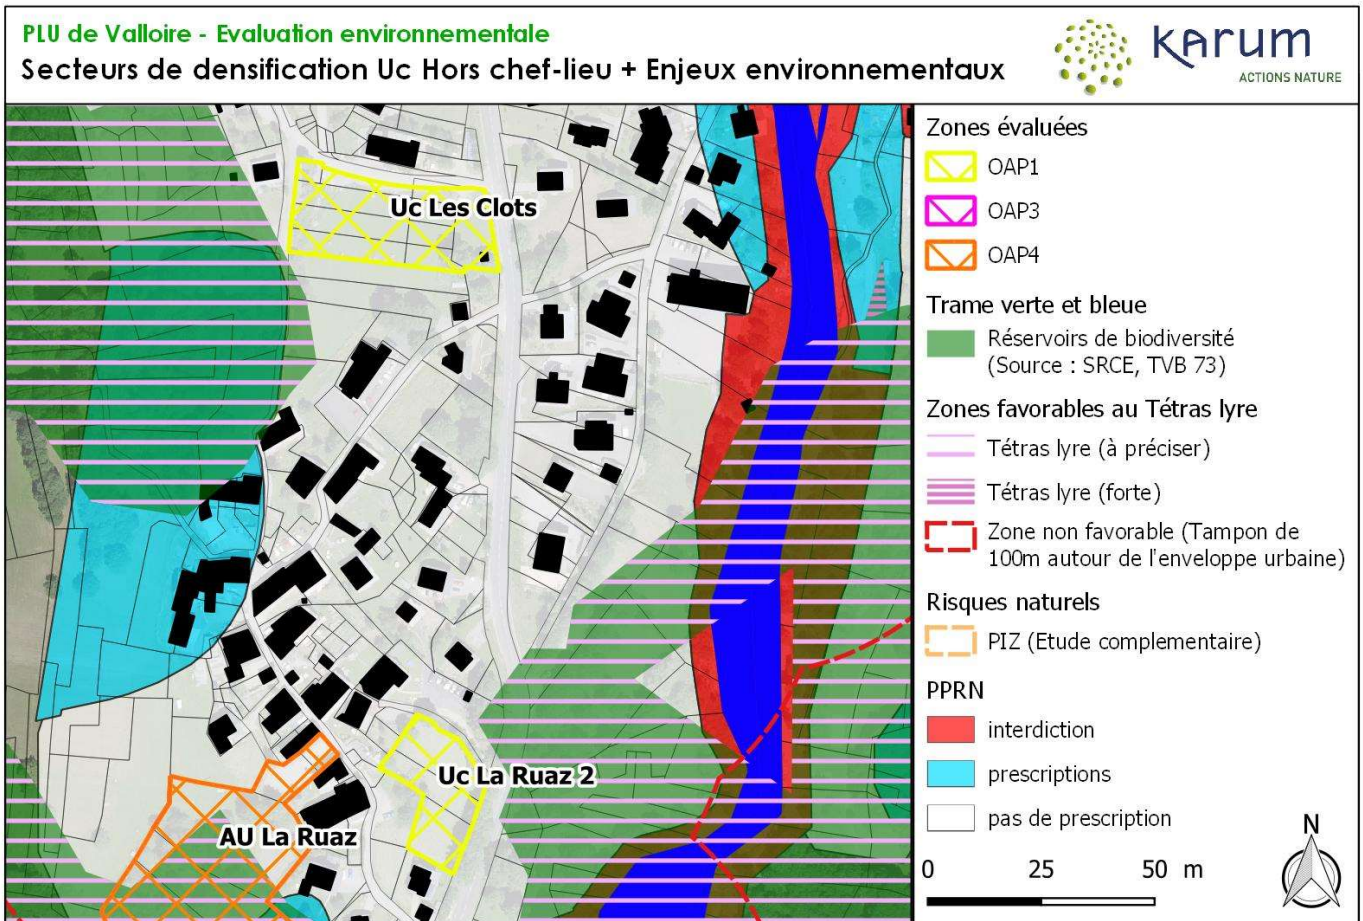 PLU de Valloire - Evaluation environnementale
Secteurs de densification Uc Hors chef-lieu + Enjeux environnementaux
KARUM
ACTIONS NATURE
Uc Les Clots
Uc La Ruaz 2
AU La Ruaz
Zones évaluées
OAP1
OAP3
OAP4
Trame verte et bleue
Réservoirs de biodiversité
(Source : SRCE, TVB 73)
Zones favorables au Tétras lyre
Tétras lyre (à préciser)
Tétras lyre (forte)
Zone non favorable (Tampon de
100m autour de l'enveloppe urbaine)
Risques naturels
PIZ (Etude complementaire)
PPRN
interdiction
prescriptions
pas de prescription
0 25 50 m
N